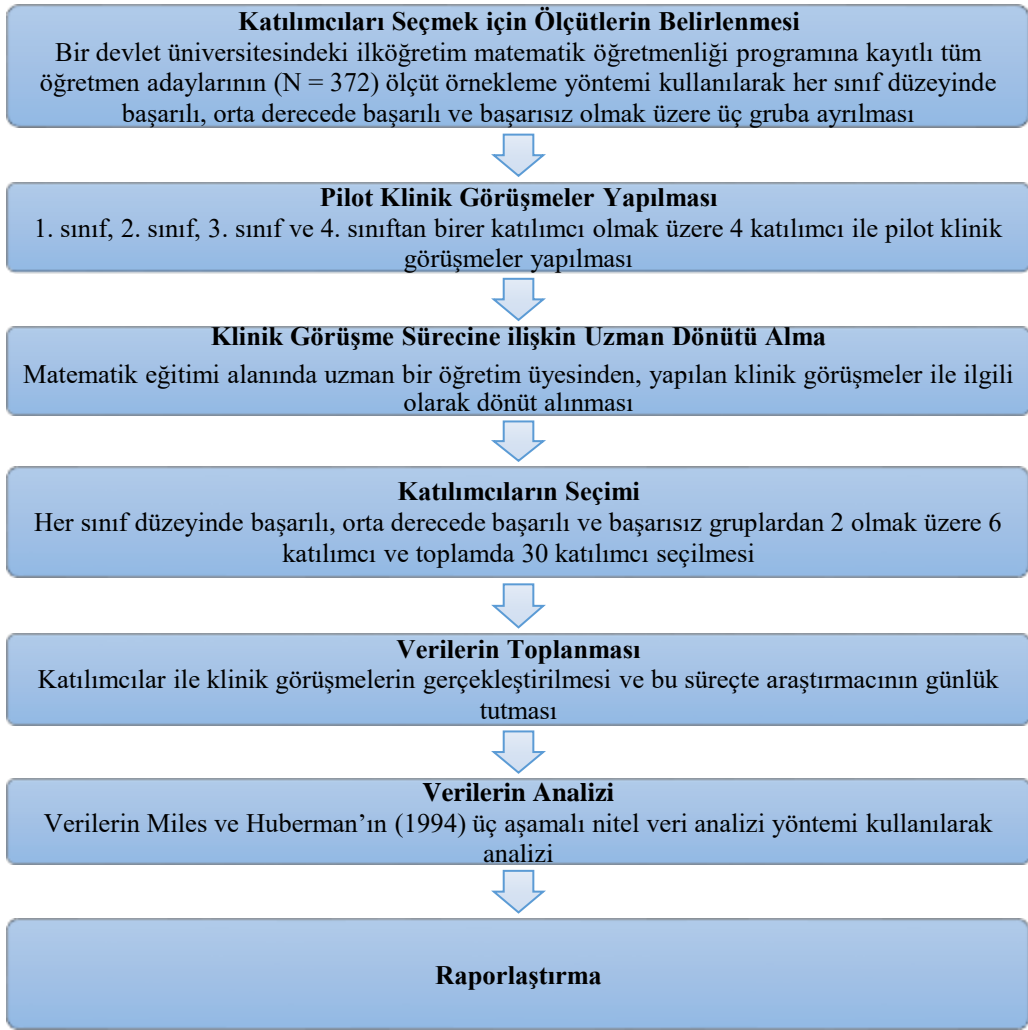 Katılımcıları Seçmek için Ölçütlerin Belirlenmesi
Bir devlet üniversitesindeki ilköğretim matematik öğretmenliği programına kayıtlı tüm
öğretmen adaylarının (N = 372) ölçüt örnekleme yöntemi kullanılarak her sınıf düzeyinde
başarılı, orta derecede başarılı ve başarısız olmak üzere üç gruba ayrılması
Pilot Klinik Görüşmeler Yapılması
1. sınıf, 2. sınıf, 3. sınıf ve 4. sınıftan birer katılımcı olmak üzere 4 katılımcı ile pilot klinik
görüşmeler yapılması
Klinik Görüşme Sürecine ilişkin Uzman Dönütü Alma
Matematik eğitimi alanında uzman bir öğretim üyesinden, yapılan klinik görüşmeler ile ilgili
olarak dönüt alınması
Katılımcıların Seçimi
Her sınıf düzeyinde başarılı, orta derecede başarılı ve başarısız gruplardan 2 olmak üzere 6
katılımcı ve toplamda 30 katılımcı seçilmesi
Verilerin Toplanması
Katılımcılar ile klinik görüşmelerin gerçekleştirilmesi ve bu süreçte araştırmacının günlük
tutması
Verilerin Analizi
Verilerin Miles ve Huberman’ın (1994) üç aşamalı nitel veri analizi yöntemi kullanılarak
analizi
Raporlaştırma